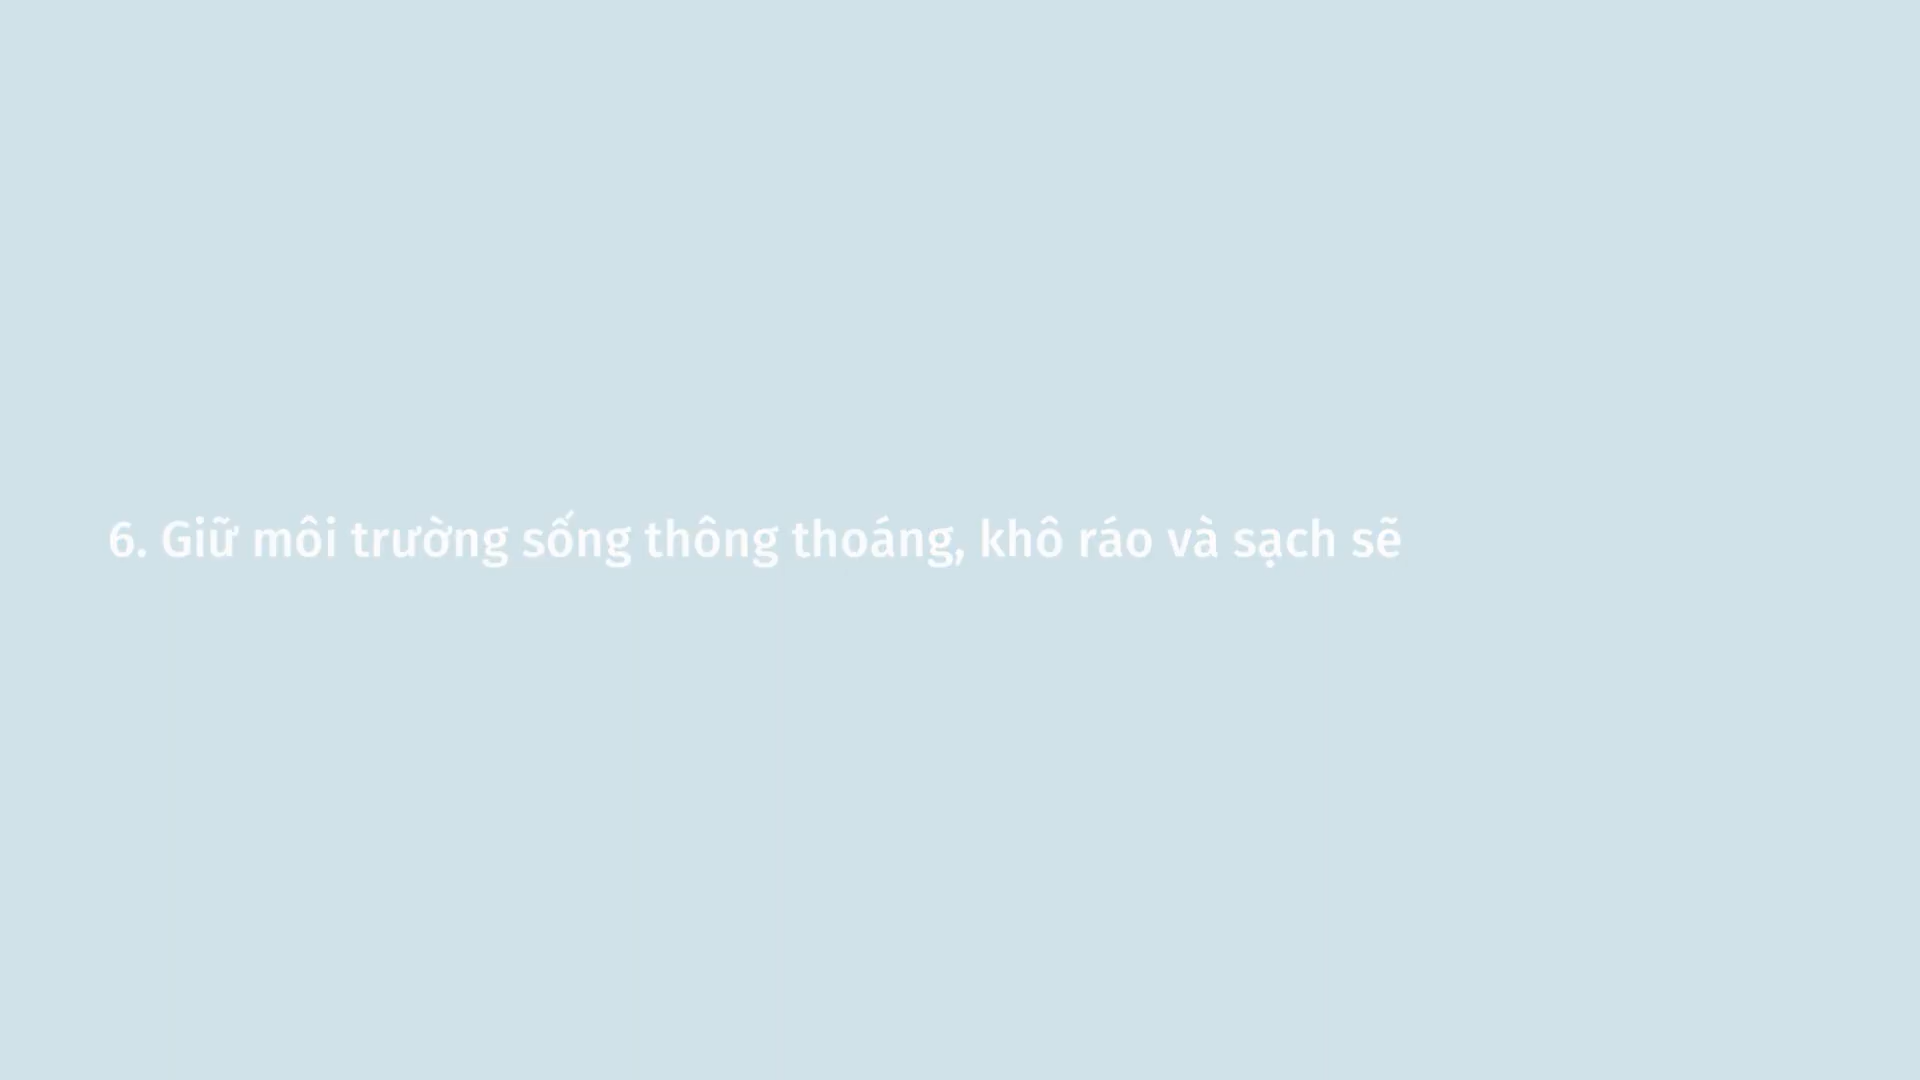 6. Giữ môi trường sống thông thoáng, khô ráo và sạch sẽ